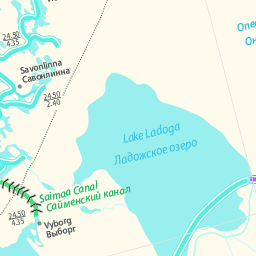 24.50
4.35
Savonlinna
Савонлинна
24.50
2.40
Lake Ladoga
Ладожское озеро
Saimaa Canal
Сайменский канал
24.50
4.35
Vyborg
Выборг